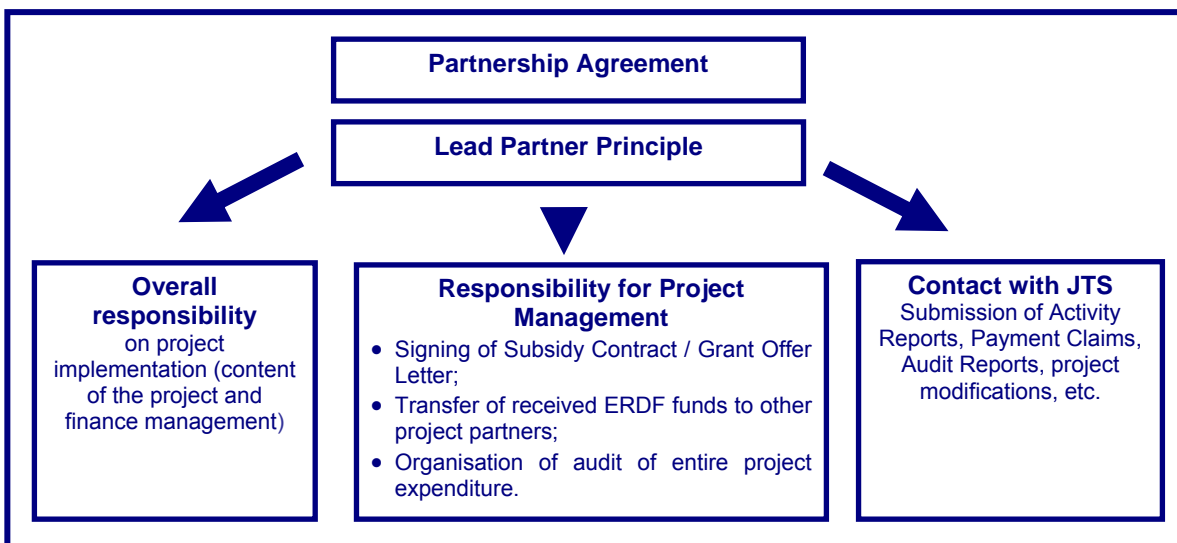 Partnership Agreement
Lead Partner Principle
Overall
responsibility
on project
implementation (content
of the project and
finance management)
Responsibility for Project
Management
• Signing of Subsidy Contract / Grant Offer
Letter;
• Transfer of received ERDF funds to other
project partners;
• Organisation of audit of entire project
expenditure.
Contact with JTS
Submission of Activity
Reports, Payment Claims,
Audit Reports, project
modifications, etc.